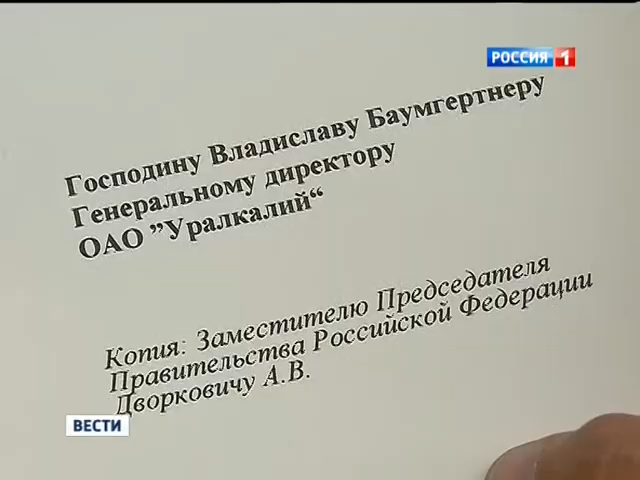 РОССИЯ 1
Господину Владиславу Баумгертнеру
Генеральному директору
ОАО ”Уралкалий“
Копия: Заместителю Председателя
Правительства Российской Федерации
Дворковичу А.В.
ВЕСТИ